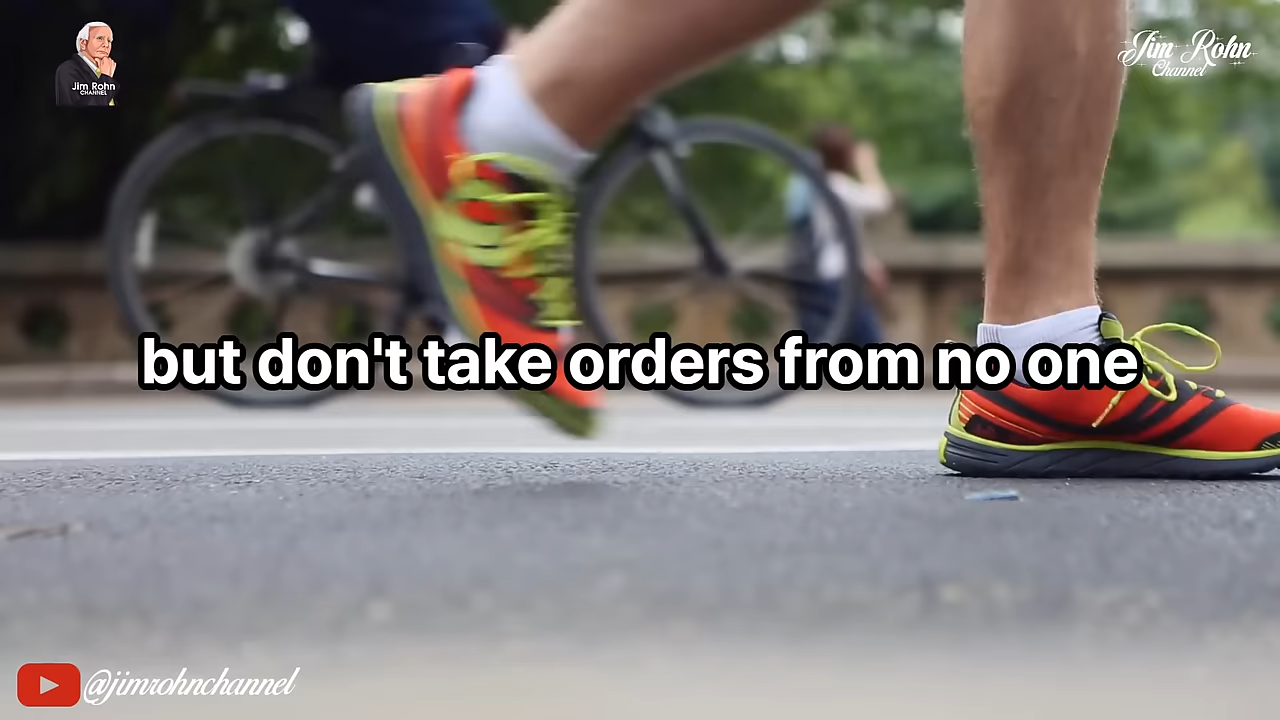 Jim Rohn
CHANNEL
Jim Rohn
Channel
but don't take orders from no one
@jimrohnchannel